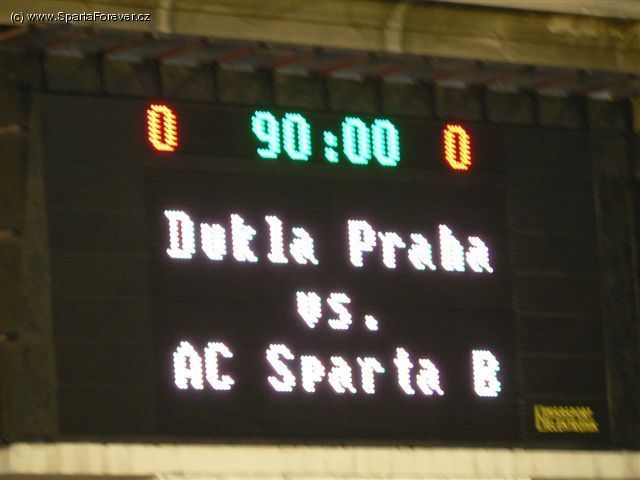 (c) www.SpartaForever.cz
0 90:00 0
Dukla Praha
vs.
AC Sparta B